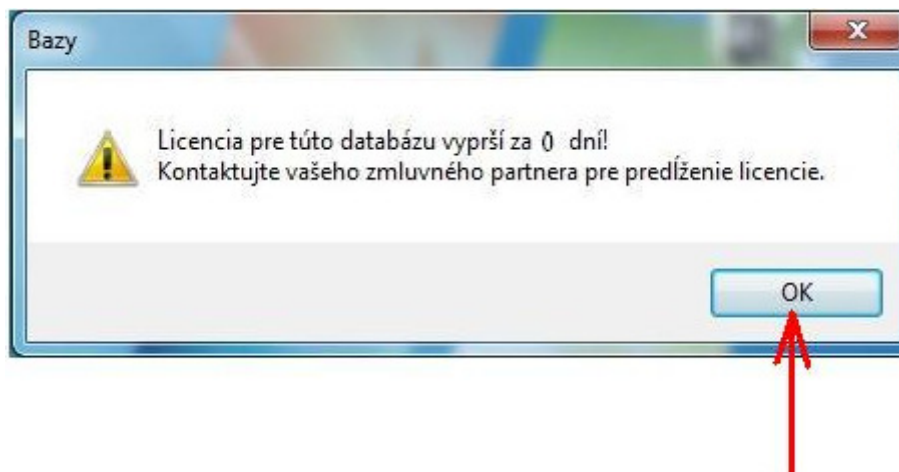 Bazy
Licencia pre túto databázu vyprší za 0 dní!
Kontaktujte vašeho zmluvného partnera pre predĺženie licencie.
OK